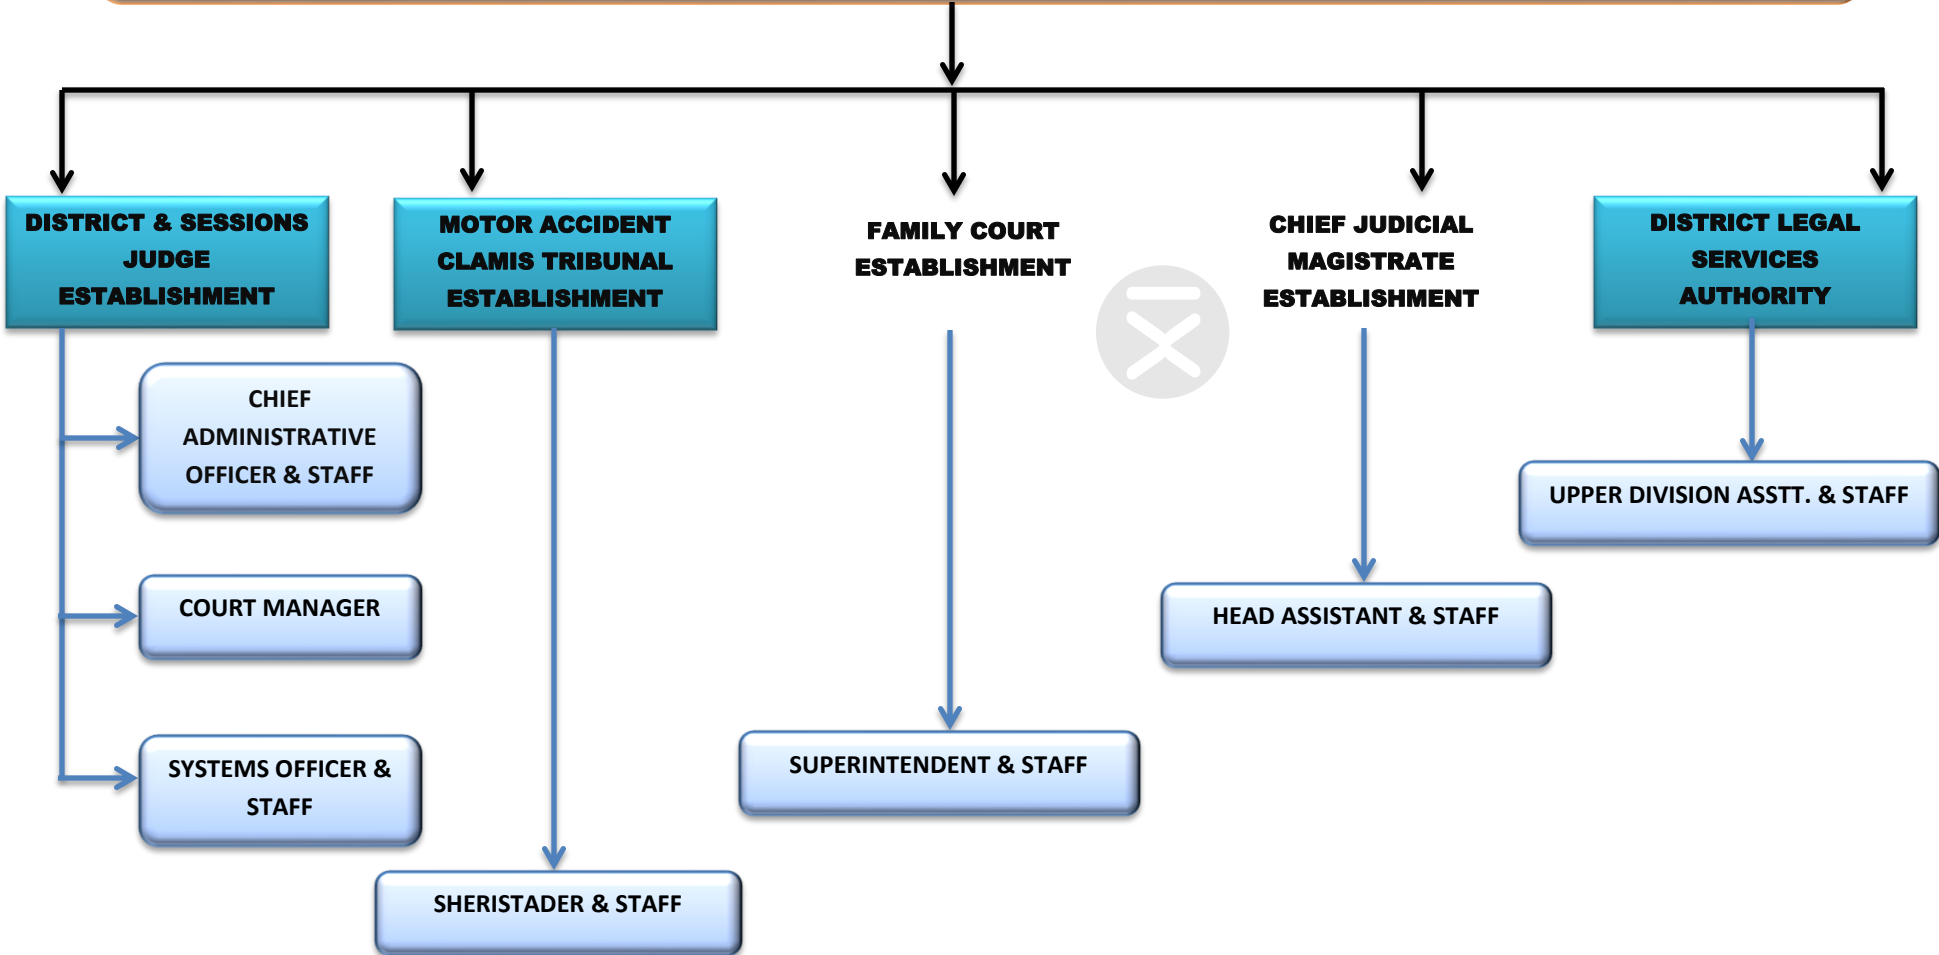 DISTRICT & SESSIONS
JUDGE
ESTABLISHMENT
MOTOR ACCIDENT
CLAMIS TRIBUNAL
ESTABLISHMENT
FAMILY COURT
ESTABLISHMENT
CHIEF JUDICIAL
MAGISTRATE
ESTABLISHMENT
DISTRICT LEGAL
SERVICES
AUTHORITY
CHIEF
ADMINISTRATIVE
OFFICER & STAFF
COURT MANAGER
SYSTEMS OFFICER &
STAFF
SHERISTADER & STAFF
SUPERINTENDENT & STAFF
HEAD ASSISTANT & STAFF
UPPER DIVISION ASSTT. & STAFF